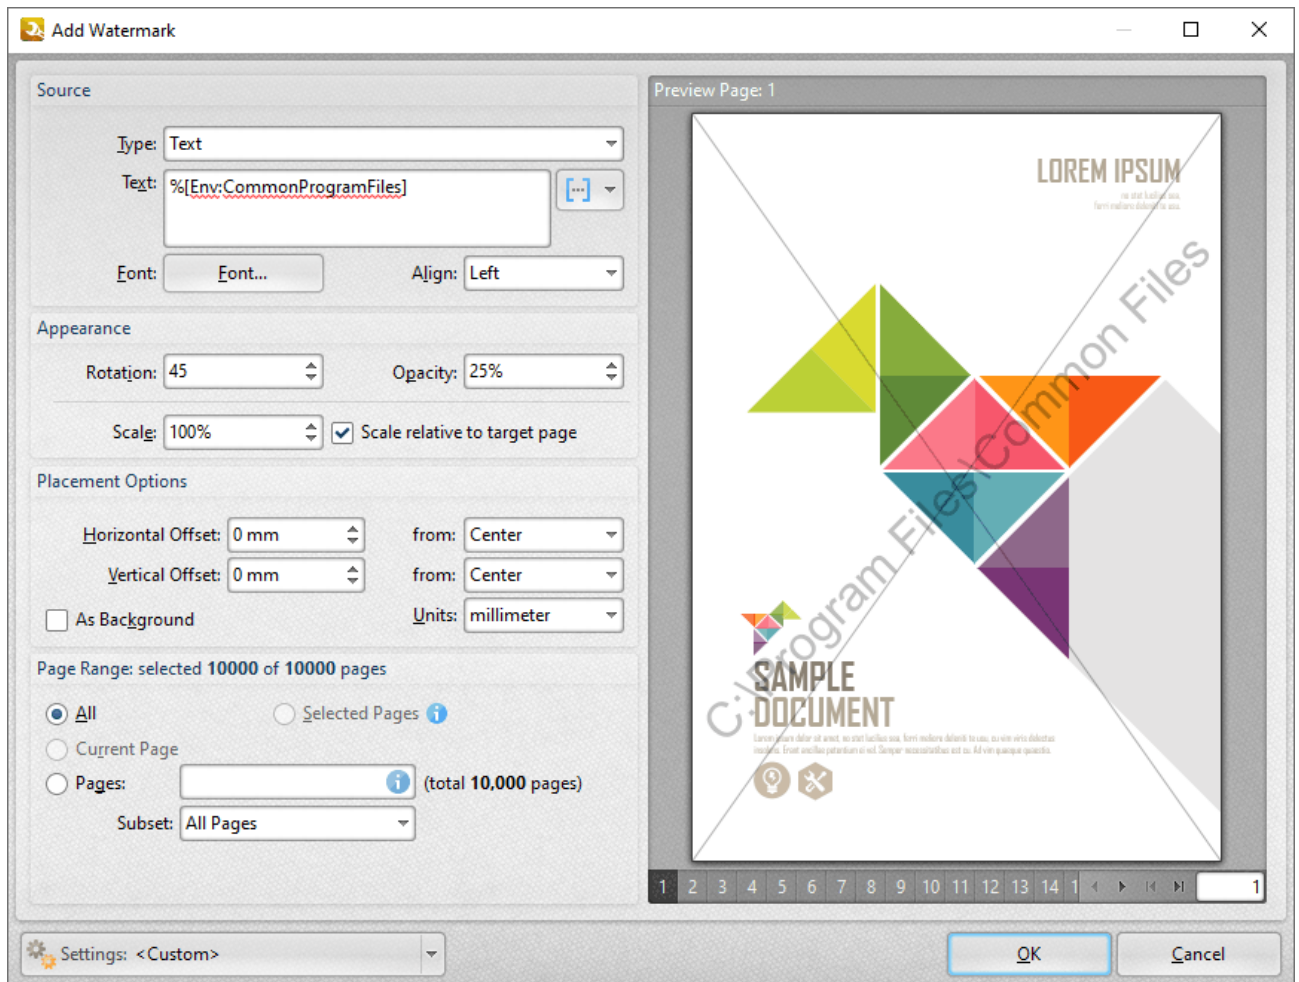 Add Watermark
Source
Type: Text
Text: %[Env:CommonProgramFiles]
Font: Font... Align: Left
Appearance
Rotation: 45 Opacity: 25%
Scale: 100% Scale relative to target page
Placement Options
Horizontal Offset: 0 mm from: Center
Vertical Offset: 0 mm from: Center
As Background Units: millimeter
Page Range: selected 10000 of 10000 pages
All Selected Pages
Current Page
Pages: (total 10,000 pages)
Subset: All Pages
Preview Page: 1
LOREM IPSUM
C:\Program Files\Common Files
SAMPLE
DOCUMENT
1 2 3 4 5 6 7 8 9 10 11 12 13 14 1 1
Settings: <Custom> OK Cancel